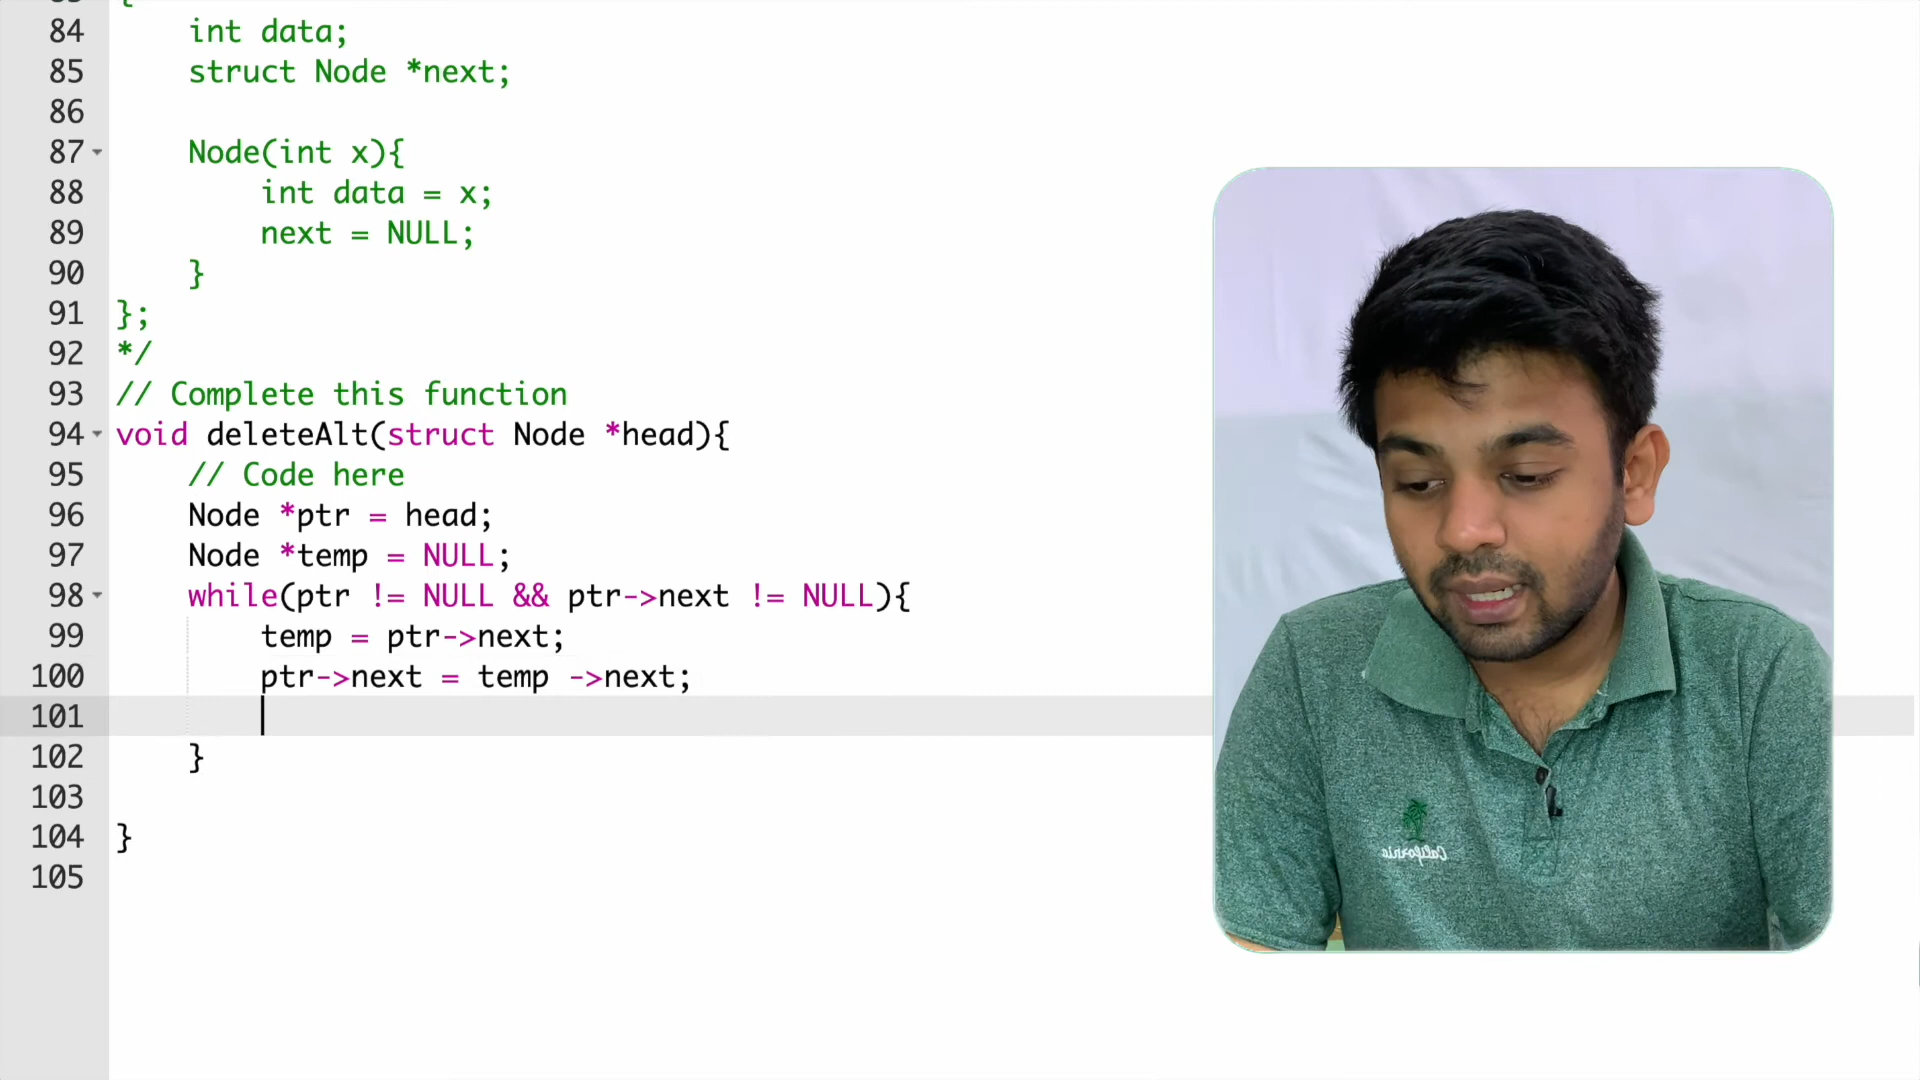 {
84 int data;
85 struct Node *next;
86
87 Node(int x){
88 int data = x;
89 next = NULL;
90 }
91 };
92 */
93 // Complete this function
94 void deleteAlt(struct Node *head){
95 // Code here
96 Node *ptr = head;
97 Node *temp = NULL;
98 while(ptr != NULL && ptr->next != NULL){
99 temp = ptr->next;
100 ptr->next = temp ->next;
101
102 }
103
104 }
105
California